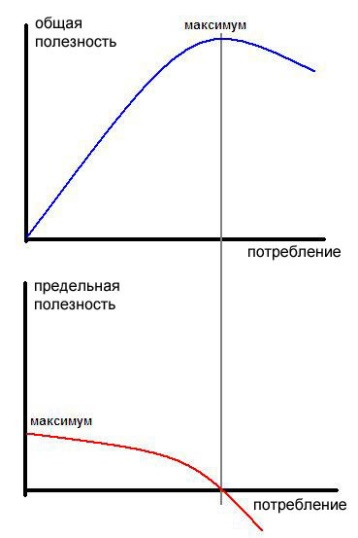 общая
полезность
максимум
потребление
предельная
полезность
максимум
потребление